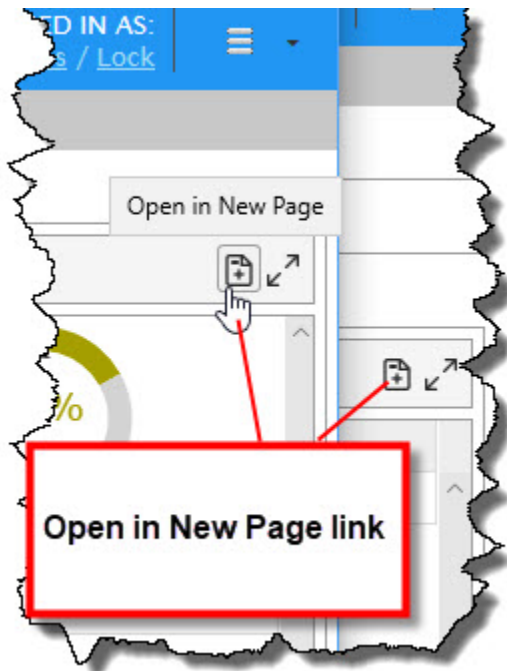 ED IN AS:
s / Lock
Open in New Page
%
Open in New Page link